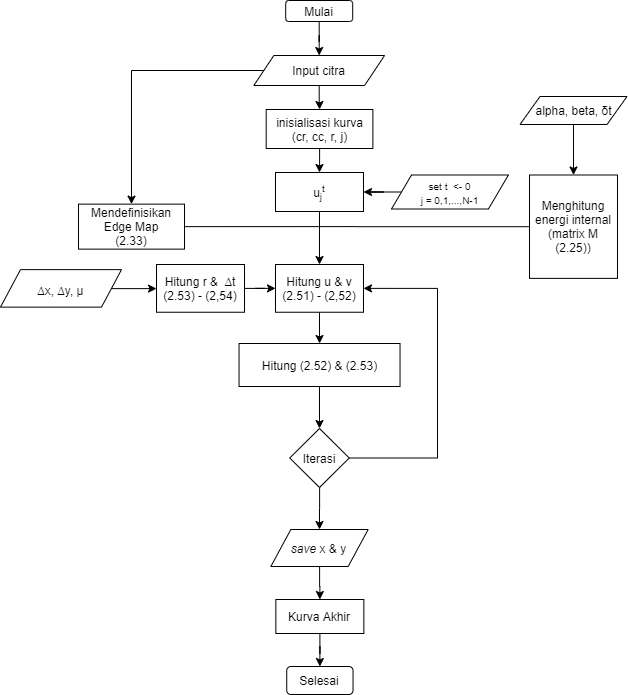 Mulai
Input citra
inisialisasi kurva
(cr, cc, r, j)
alpha, beta, δt
u_j^t
set t <- 0
j = 0,1,...,N-1
Mendefinisikan
Edge Map
(2.33)
Menghitung
energi internal
(matrix M
(2.25))
Δx, Δy, μ
Hitung r & Δt
(2.53) - (2,54)
Hitung u & v
(2.51) - (2,52)
Hitung (2.52) & (2.53)
Iterasi
save x & y
Kurva Akhir
Selesai